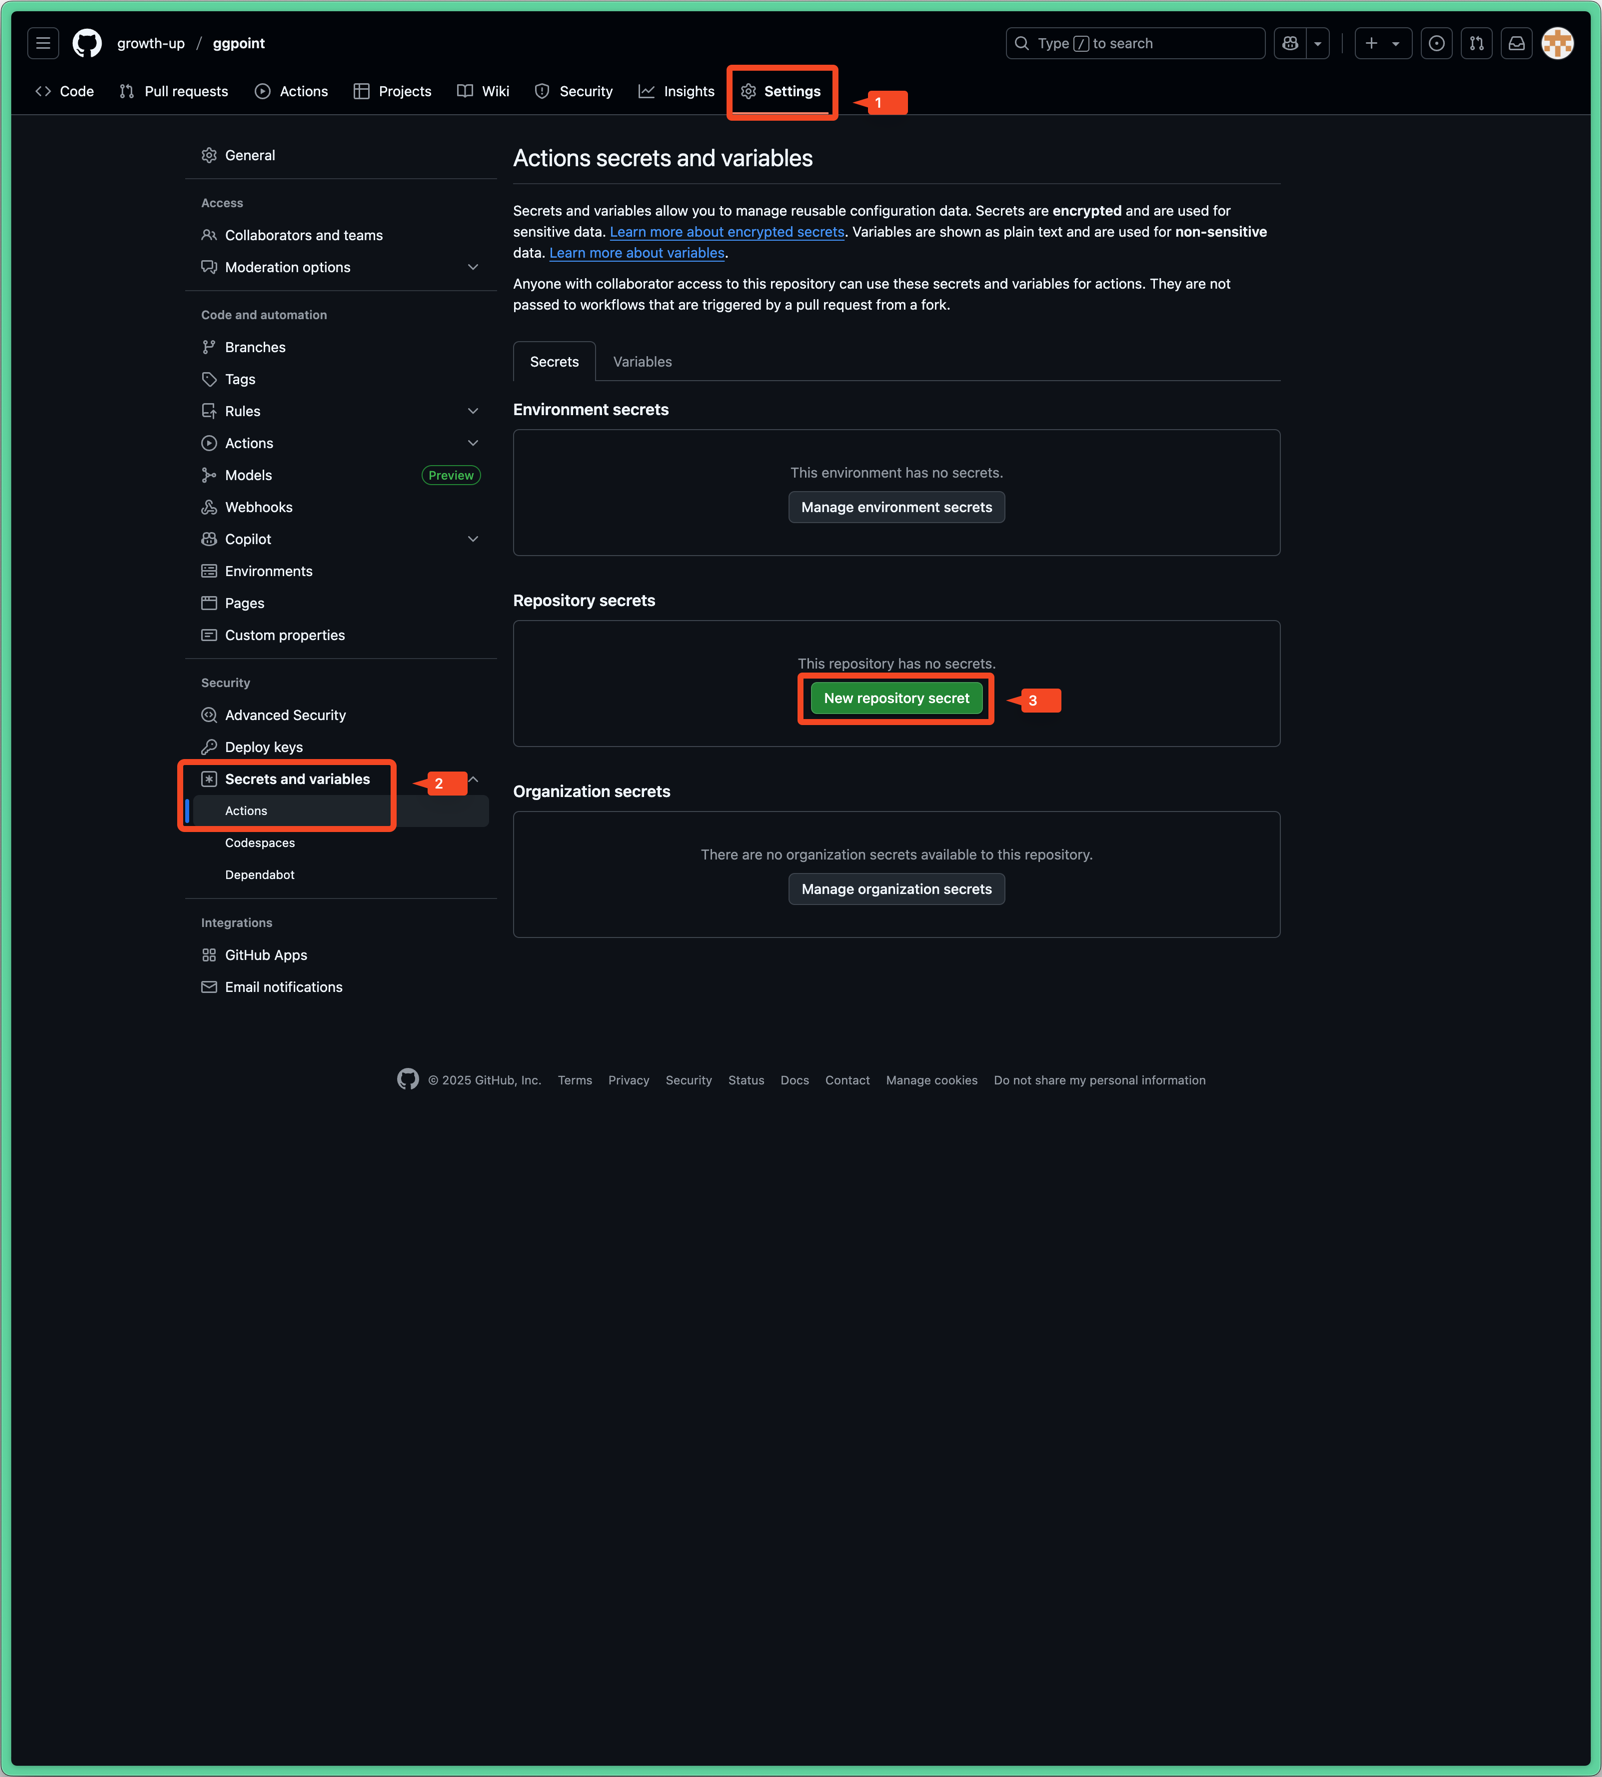 growth-up / ggpoint
Type / to search
Code Pull requests Actions Projects Wiki Security Insights Settings
1
General
Access
Collaborators and teams
Moderation options
Code and automation
Branches
Tags
Rules
Actions
Models Preview
Webhooks
Copilot
Environments
Pages
Custom properties
Security
Advanced Security
Deploy keys
Secrets and variables
2
Actions
Codespaces
Dependabot
Integrations
GitHub Apps
Email notifications
Actions secrets and variables
Secrets and variables allow you to manage reusable configuration data. Secrets are encrypted and are used for
sensitive data. Learn more about encrypted secrets. Variables are shown as plain text and are used for non-sensitive
data. Learn more about variables.
Anyone with collaborator access to this repository can use these secrets and variables for actions. They are not
passed to workflows that are triggered by a pull request from a fork.
Secrets Variables
Environment secrets
This environment has no secrets.
Manage environment secrets
Repository secrets
This repository has no secrets.
New repository secret
3
Organization secrets
There are no organization secrets available to this repository.
Manage organization secrets
© 2025 GitHub, Inc. Terms Privacy Security Status Docs Contact Manage cookies Do not share my personal information